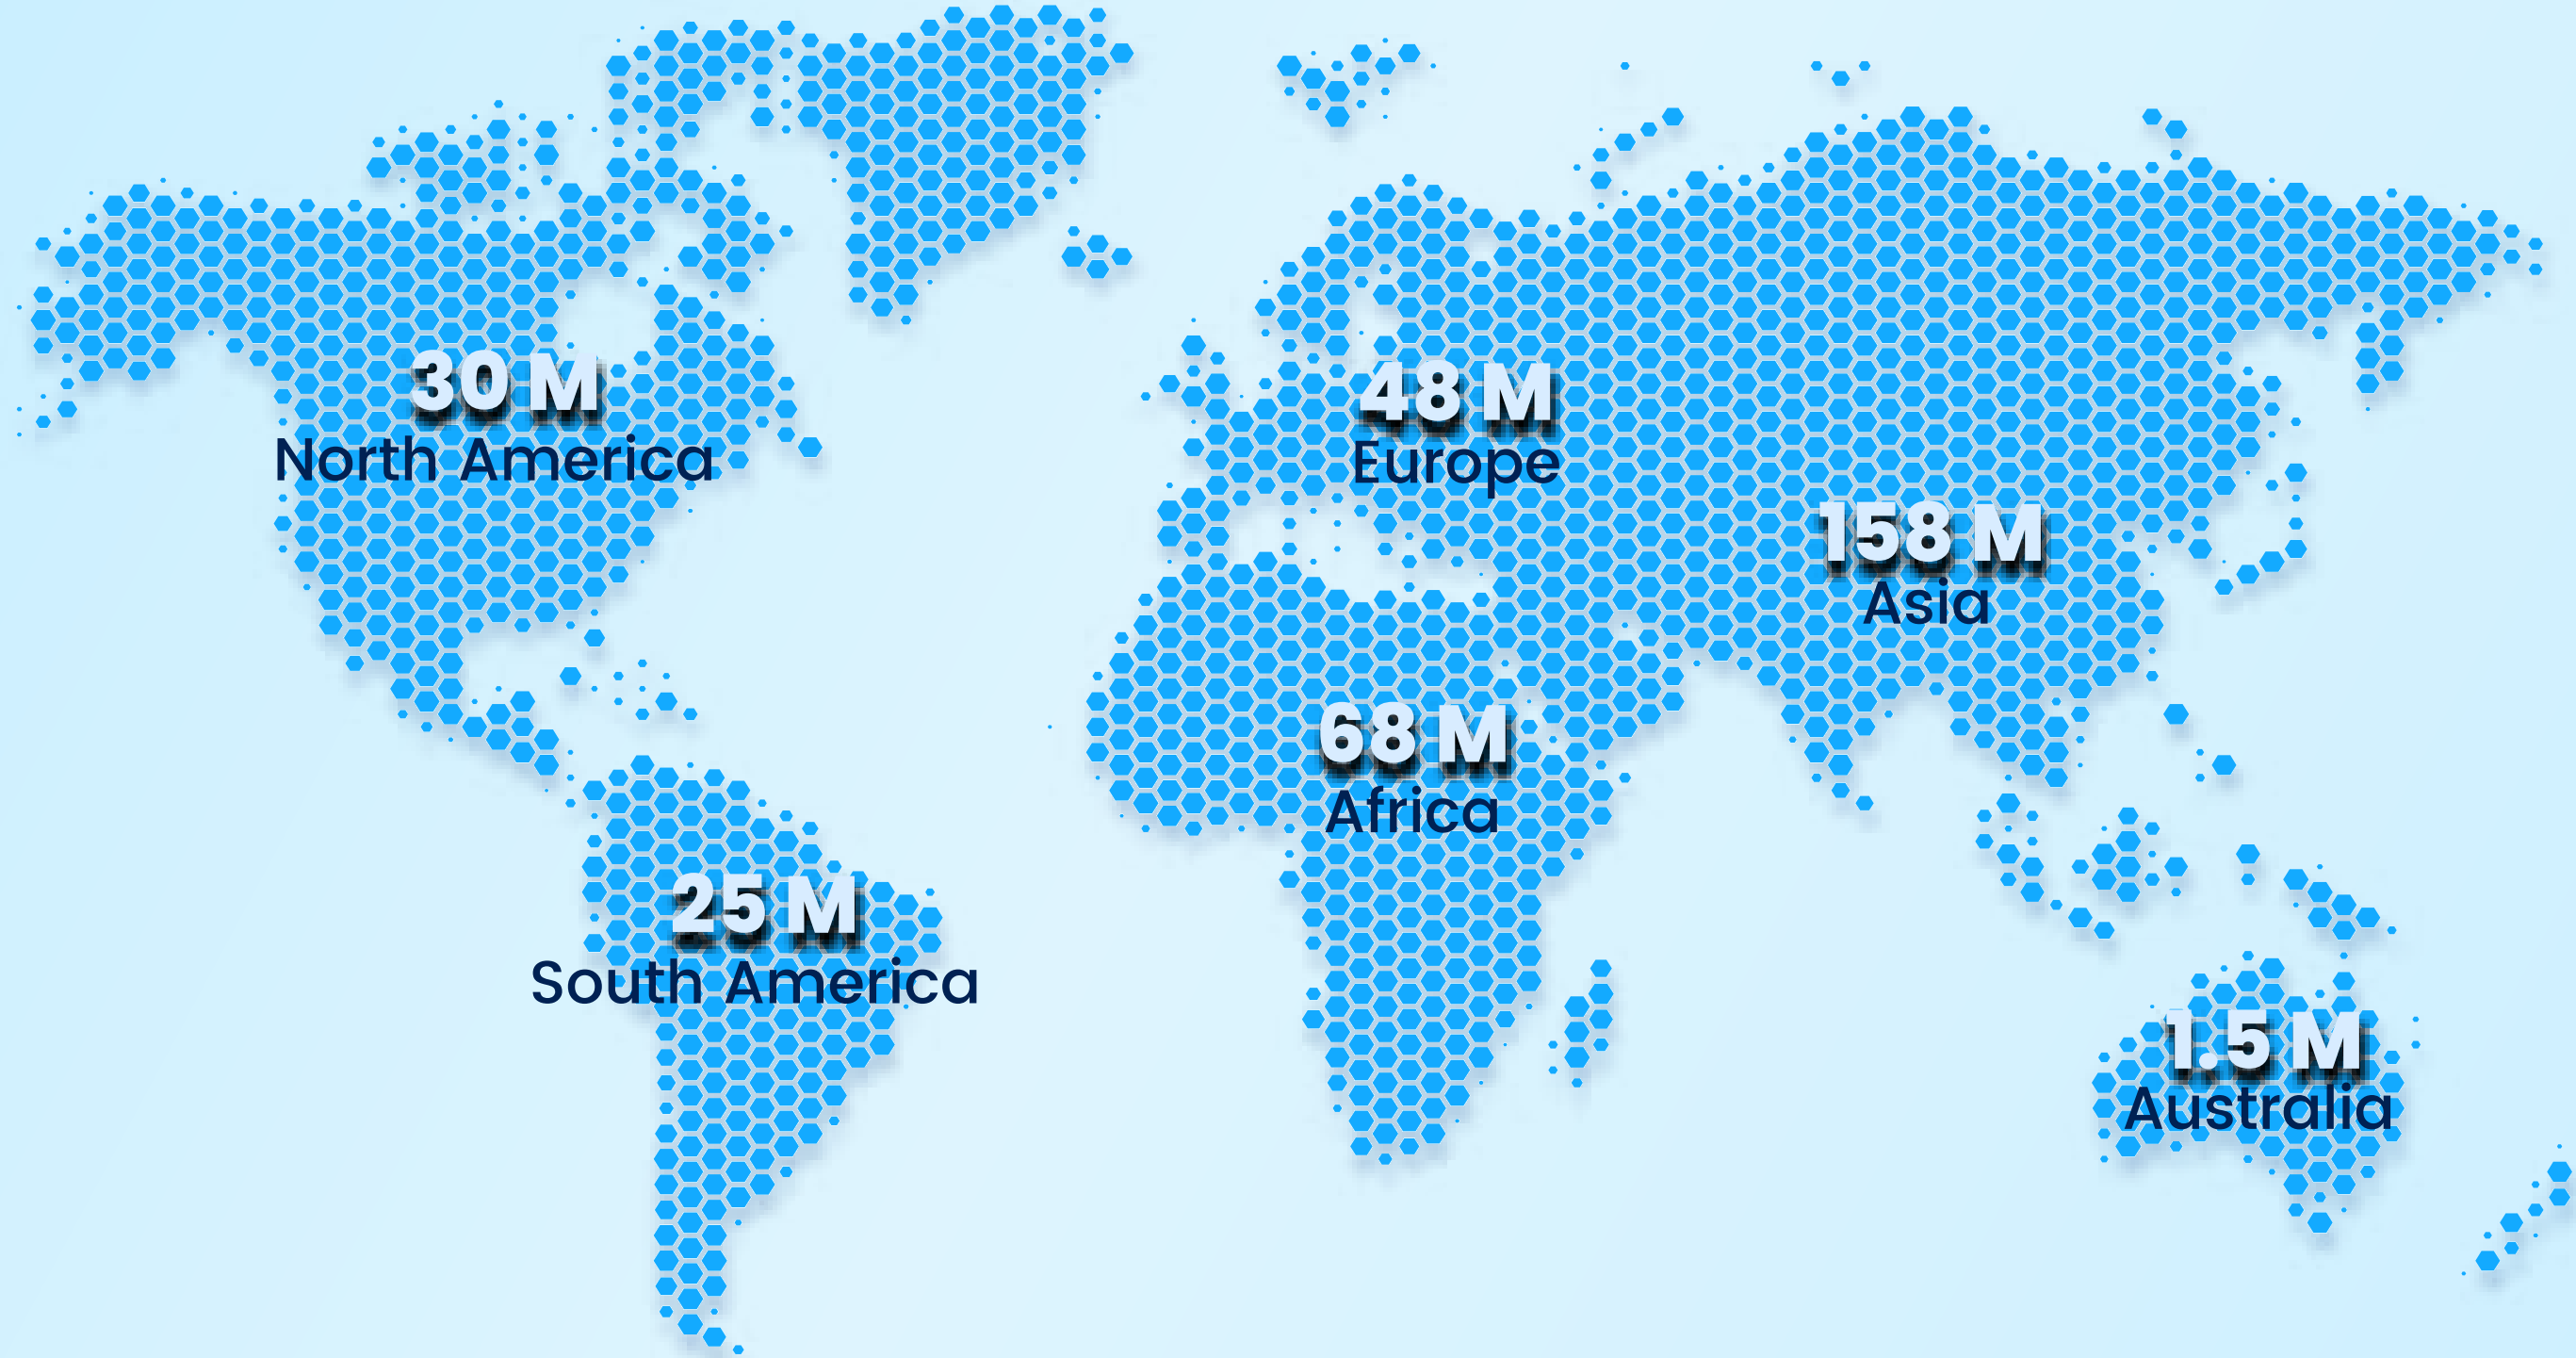 30 M
North America
48 M
Europe
158 M
Asia
68 M
Africa
25 M
South America
1.5 M
Australia